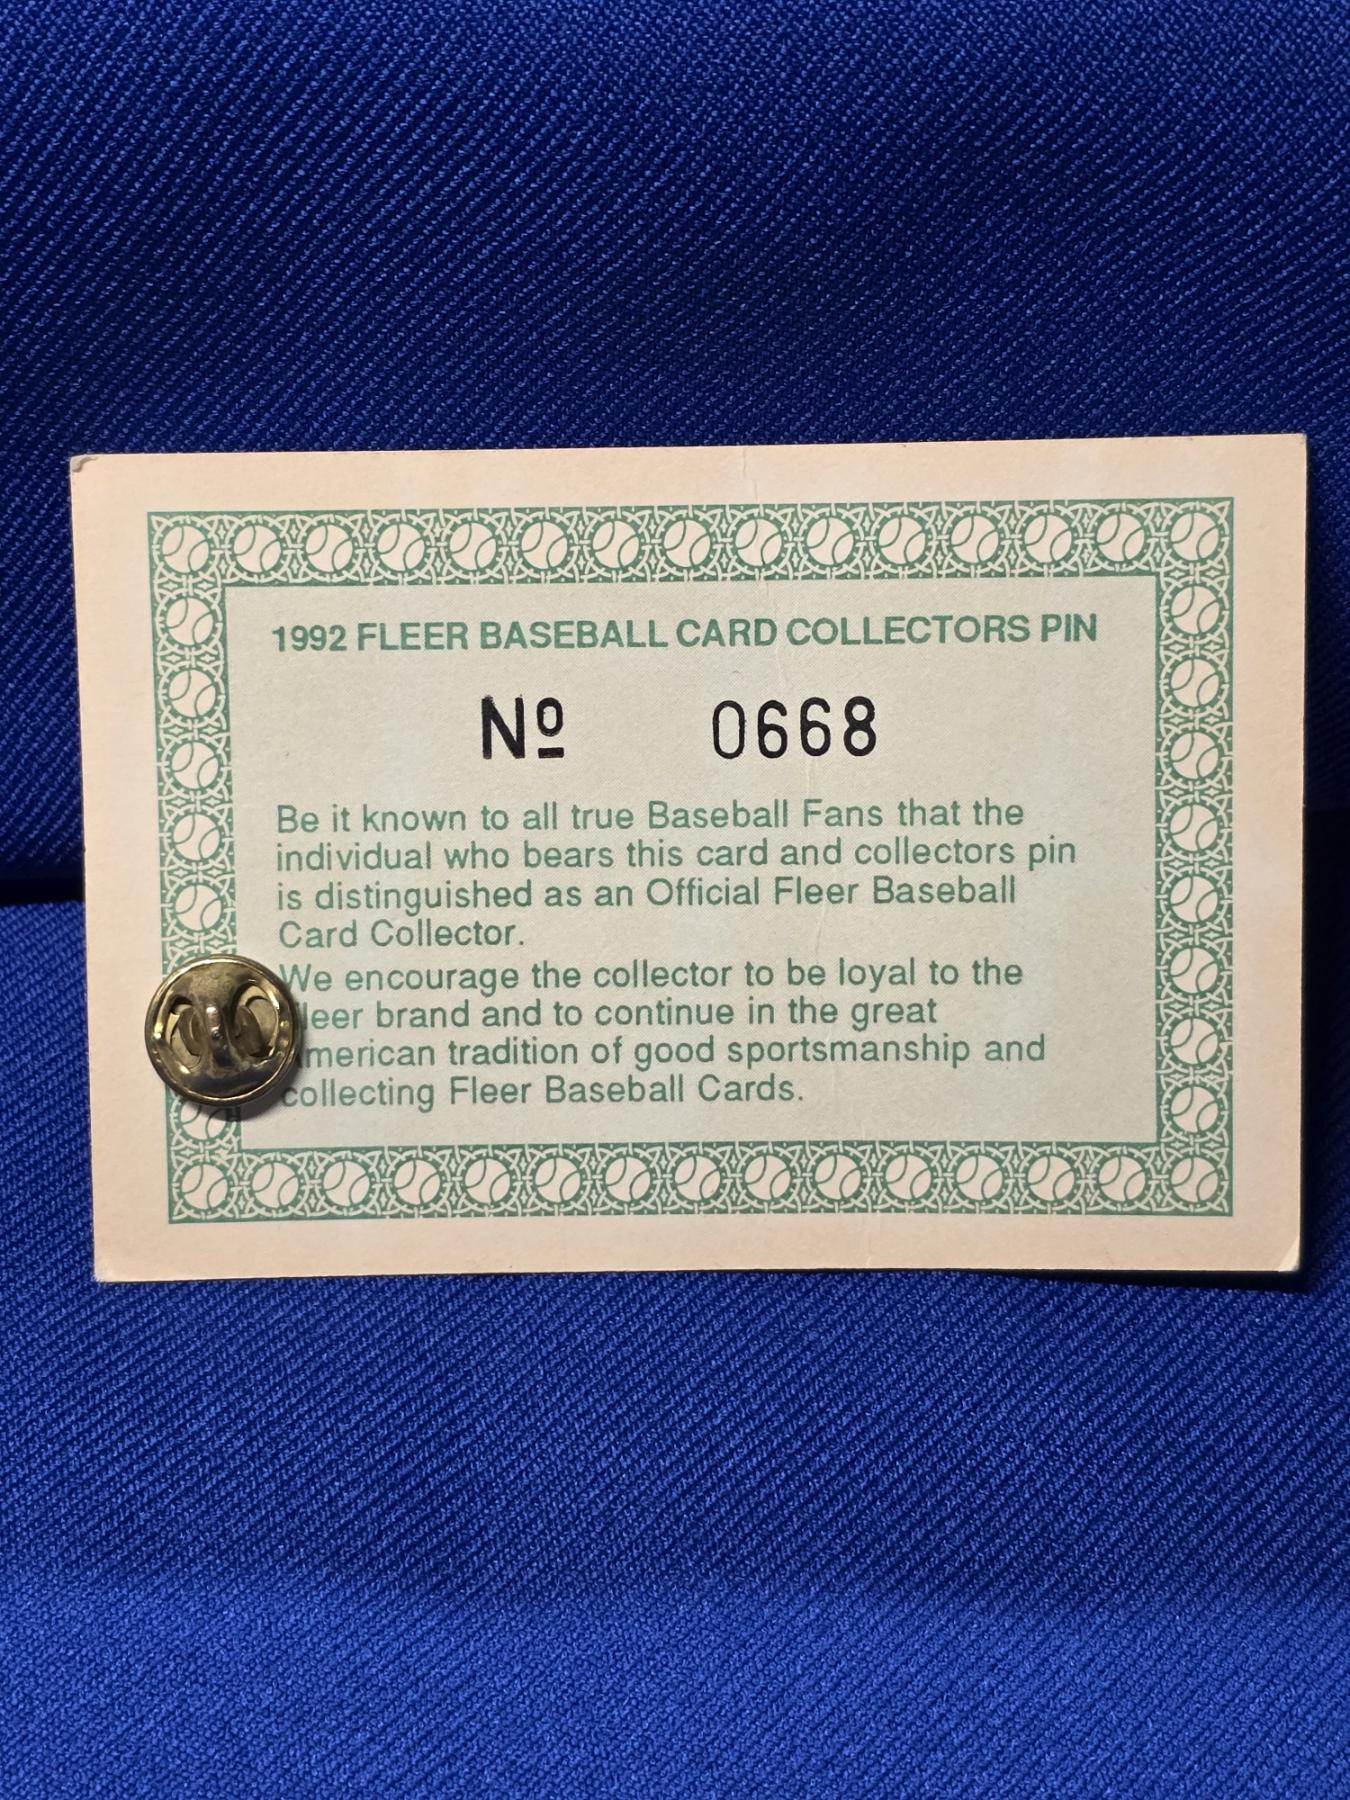 1992 FLEER BASEBALL CARD COLLECTORS PIN
Nº 0668
Be it known to all true Baseball Fans that the
individual who bears this card and collectors pin
is distinguished as an Official Fleer Baseball
Card Collector.
We encourage the collector to be loyal to the
leer brand and to continue in the great
merican tradition of good sportsmanship and
collecting Fleer Baseball Cards.